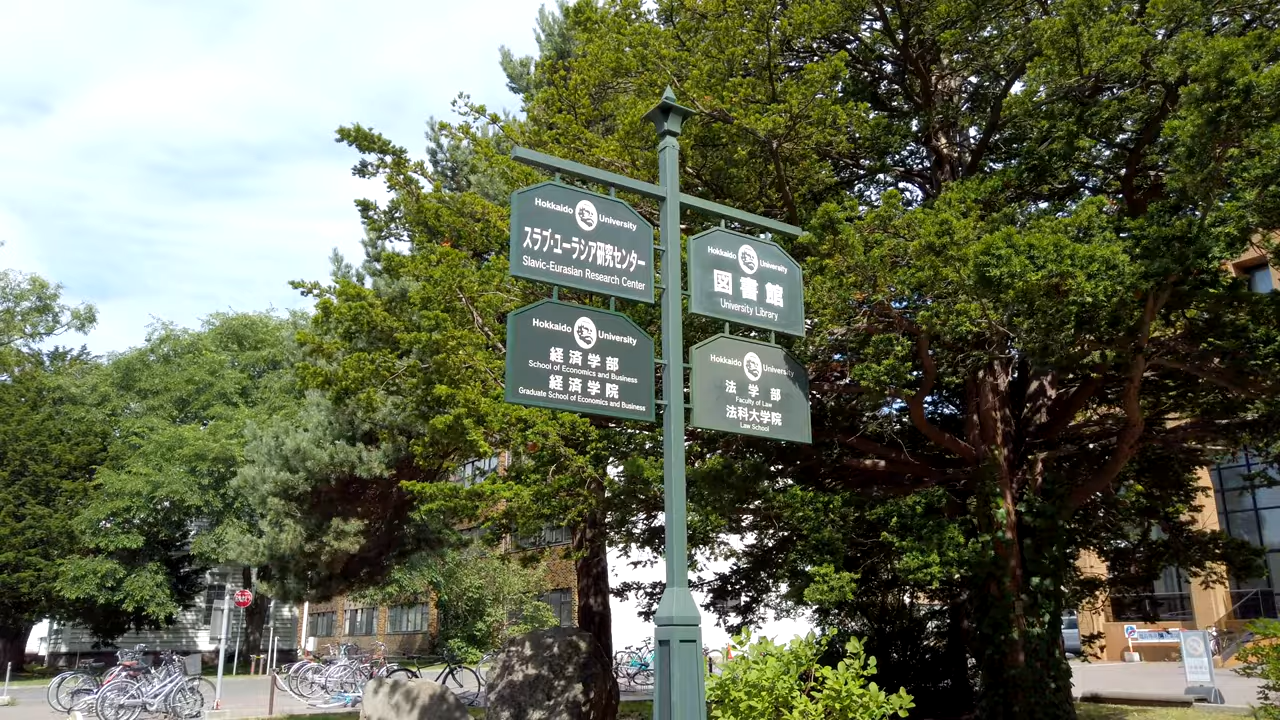 Hokkaido University
スラブ・ユーラシア研究センター
Slavic-Eurasian Research Center
Hokkaido University
図書館
University Library
Hokkaido University
経済学部
School of Economics and Business
経済学院
Graduate School of Economics and Business
Hokkaido University
法学部
Faculty of Law
法科大学院
Law School